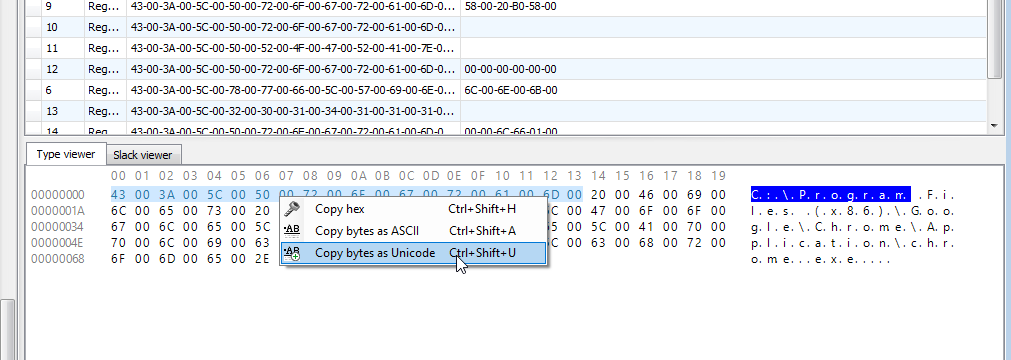 9 Reg... 43-00-3A-00-5C-00-50-00-72-00-6F-00-67-00-72-00-61-00-6D-0... 58-00-20-B0-58-00
10 Reg... 43-00-3A-00-5C-00-50-00-72-00-6F-00-67-00-72-00-61-00-6D-0...
11 Reg... 43-00-3A-00-5C-00-50-00-52-00-4F-00-47-00-52-00-41-00-7E-0...
12 Reg... 43-00-3A-00-5C-00-50-00-72-00-6F-00-67-00-72-00-61-00-6D-0... 00-00-00-00-00-00
6 Reg... 43-00-3A-00-5C-00-78-00-77-00-66-00-5C-00-57-00-69-00-6E-0... 6C-00-6E-00-6B-00
13 Reg... 43-00-3A-00-5C-00-32-00-30-00-31-00-34-00-31-00-31-00-31-0...
14 Reg... 43-00-3A-00-5C-00-50-00-72-00-6F-00-67-00-72-00-61-00-6D-0... 00-00-6C-66-01-00
Type viewer Slack viewer
00 01 02 03 04 05 06 07 08 09 0A 0B 0C 0D 0E 0F 10 11 12 13 14 15 16 17 18 19
00000000 43 00 3A 00 5C 00 50 00 72 00 6F 00 67 00 72 00 61 00 6D 00 20 00 46 00 69 00 C.:.\.P.r.o.g.r.a.m. .F.i.
0000001A 6C 00 65 00 73 00 20 Copy hex Ctrl+Shift+H 5C 00 47 00 6F 00 6F 00 l.e.s. .(.x.8.6.).\.G.o.o.
00000034 67 00 6C 00 65 00 5C Copy bytes as ASCII Ctrl+Shift+A 65 00 5C 00 41 00 70 00 g.l.e.\.C.h.r.o.m.e.\.A.p.
0000004E 70 00 6C 00 69 00 63 Copy bytes as Unicode Ctrl+Shift+U 5C 00 63 00 68 00 72 00 p.l.i.c.a.t.i.o.n.\.c.h.r.
00000068 6F 00 6D 00 65 00 2E o.m.e...e.x.e.....